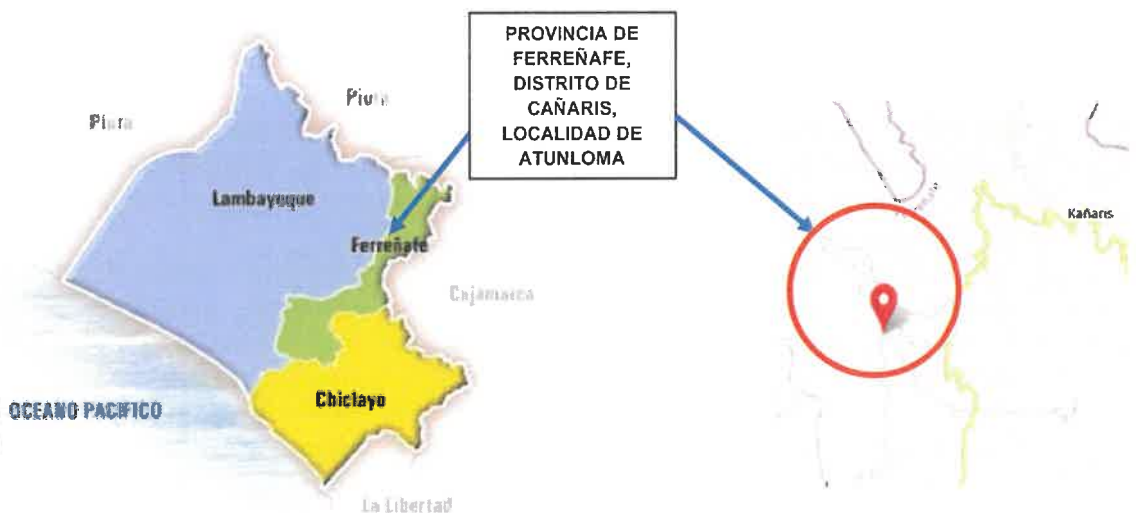 PROVINCIA DE
FERREÑAFE,
DISTRITO DE
CAÑARIS,
LOCALIDAD DE
ATUNLOMA
Piura
Piura
Lambayeque
Ferreñafe
Kañaris
Cajamarca
Chiclayo
OCEANO PACIFICO
La Libertad